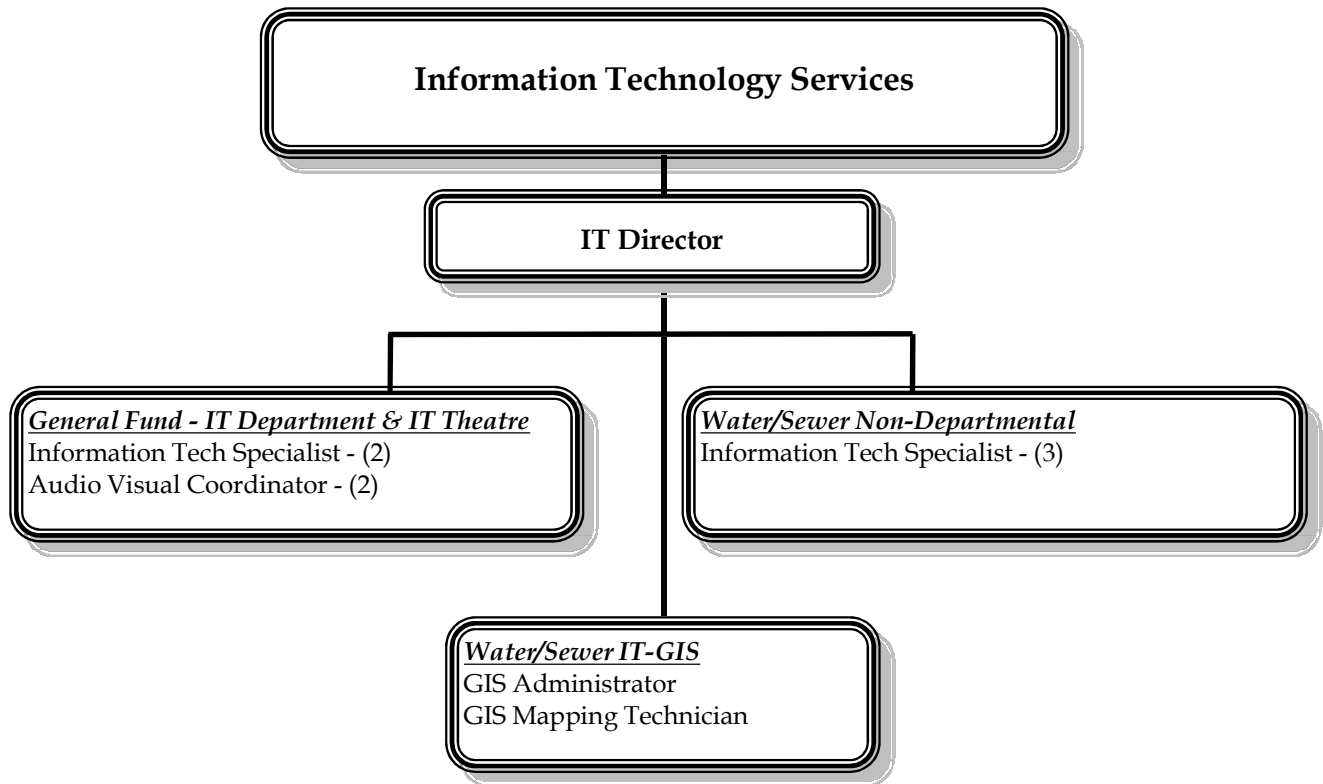 Information Technology Services
IT Director
General Fund - IT Department & IT Theatre
Information Tech Specialist - (2)
Audio Visual Coordinator - (2)
Water/Sewer Non-Departmental
Information Tech Specialist - (3)
Water/Sewer IT-GIS
GIS Administrator
GIS Mapping Technician